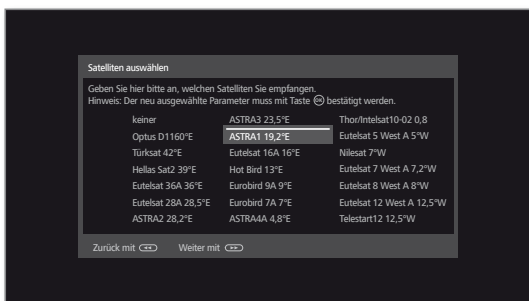 Satelliten auswählen
Geben Sie hier bitte an, welchen Satelliten Sie empfangen.
Hinweis: Der neu ausgewählte Parameter muss mit Taste OK bestätigt werden.
keiner ASTRA3 23,5°E Thor/Intelsat10-02 0,8
Optus D1160°E ASTRA1 19,2°E Eutelsat 5 West A 5°W
Türksat 42°E Eutelsat 16A 16°E Nilesat 7°W
Hellas Sat2 39°E Hot Bird 13°E Eutelsat 7 West A 7,2°W
Eutelsat 36A 36°E Eurobird 9A 9°E Eutelsat 8 West A 8°W
Eutelsat 28A 28,5°E Eurobird 7A 7°E Eutelsat 12 West A 12,5°W
ASTRA2 28,2°E ASTRA4A 4,8°E Telestart12 12,5°W
Zurück mit Weiter mit